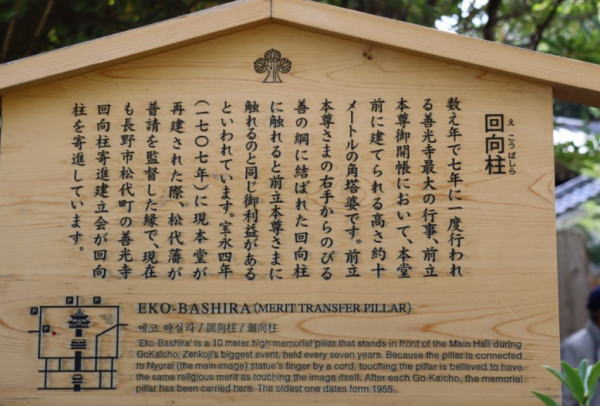 回向柱
えこうばしら
数え年で七年に一度行われ
る善光寺最大の行事、前立
本尊御開帳において、本堂
前に建てられる高さ約十
メートルの角塔婆です。前立
本尊さまの右手からのびる
善の綱に結ばれた回向柱
に触れると前立本尊さまに
触れるのと同じ御利益がある
といわれています。宝永四年
(一七〇七年)に現本堂が
再建された際、松代藩が
普請を監督した縁で、現在
も長野市松代町の善光寺
回向柱寄進建立会が回向
柱を寄進しています。
EKO-BASHIRA (MERIT TRANSFER PILLAR)
에코 바실라 / 回向柱 / 迴向柱
'Eko-Bashira' is a 10 meter high memorial pillar that stands in front of the Main Hall during
GoKaicho, Zenkoji's biggest event, held every seven years. Because the pillar is connected
to Nyorai (the main image) statue's finger by a cord, touching the pillar is believed to have
the same religious merit as touching the image itself. After each Go-Kaicho, the memorial
pillar has been carried here. The oldest one dates form 1955.
P
P
P